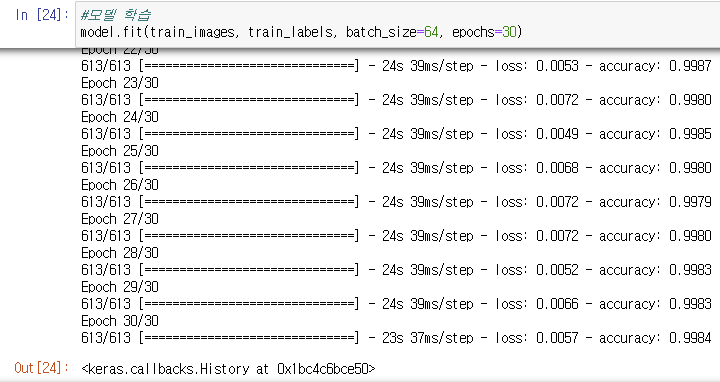 In [24]: #모델 학습
model.fit(train_images, train_labels, batch_size=64, epochs=30)
Epoch 22/30
613/613 [==============================] - 24s 39ms/step - loss: 0.0053 - accuracy: 0.9987
Epoch 23/30
613/613 [==============================] - 24s 39ms/step - loss: 0.0072 - accuracy: 0.9980
Epoch 24/30
613/613 [==============================] - 24s 39ms/step - loss: 0.0049 - accuracy: 0.9985
Epoch 25/30
613/613 [==============================] - 24s 39ms/step - loss: 0.0068 - accuracy: 0.9980
Epoch 26/30
613/613 [==============================] - 24s 39ms/step - loss: 0.0072 - accuracy: 0.9979
Epoch 27/30
613/613 [==============================] - 24s 39ms/step - loss: 0.0072 - accuracy: 0.9980
Epoch 28/30
613/613 [==============================] - 24s 39ms/step - loss: 0.0052 - accuracy: 0.9983
Epoch 29/30
613/613 [==============================] - 24s 39ms/step - loss: 0.0066 - accuracy: 0.9983
Epoch 30/30
613/613 [==============================] - 23s 37ms/step - loss: 0.0057 - accuracy: 0.9984
Out[24]: <keras.callbacks.History at 0x1bc4c6bce50>